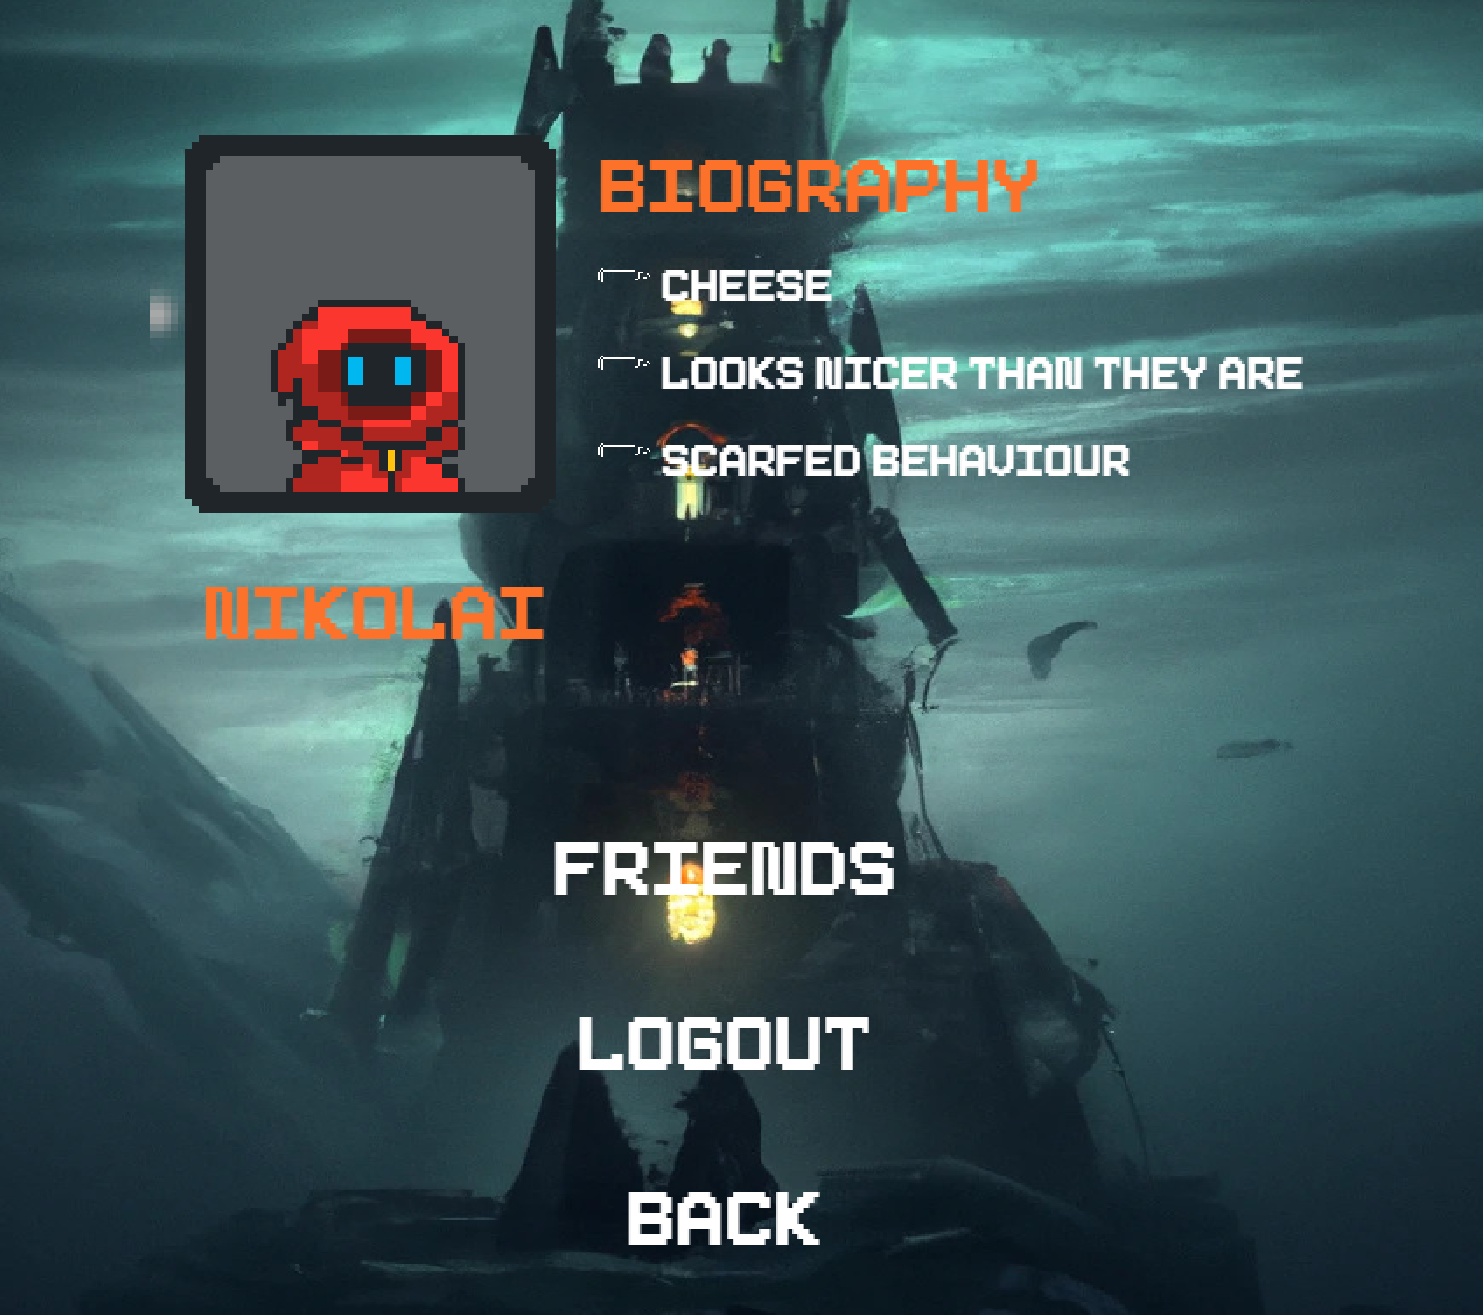 BIOGRAPHY
CHEESE
LOOKS NICER THAN THEY ARE
SCARFED BEHAVIOUR
NIKOLAI
FRIENDS
LOGOUT
BACK